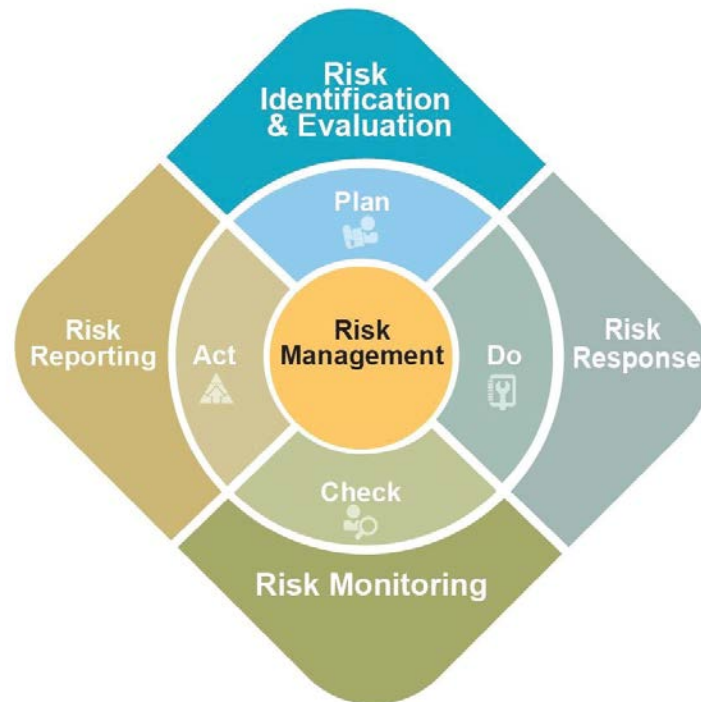 Risk
Identification
& Evaluation
Plan
Risk
Reporting
Act
Risk
Management
Do
Risk
Response
Check
Risk Monitoring